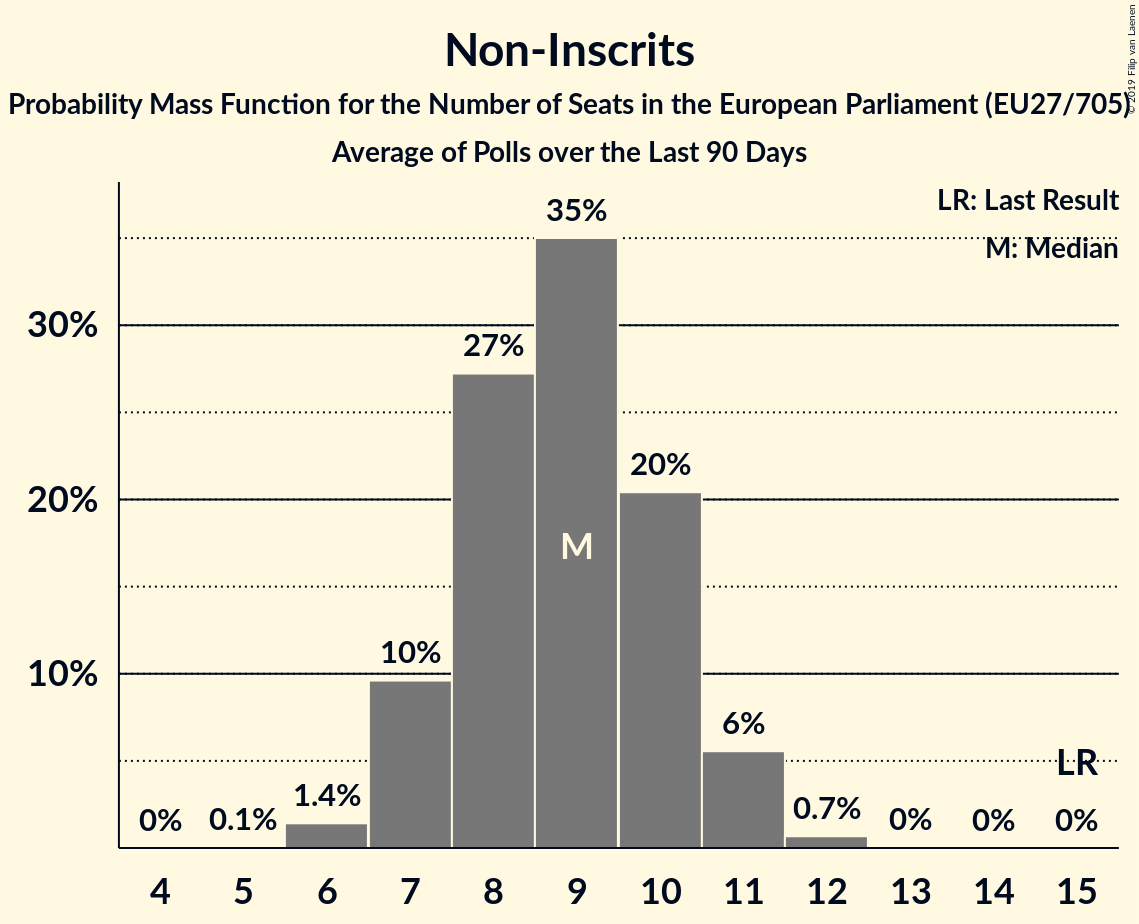 Non-Inscrits
Probability Mass Function for the Number of Seats in the European Parliament (EU27/705)
Average of Polls over the Last 90 Days
© 2019 Filip van Laenen
LR: Last Result
M: Median
35%
30%
27%
20%
20%
M
10%
10%
6%
LR
1.4%
0%
0.1%
0.7%
0%
0%
0%
4 5 6 7 8 9 10 11 12 13 14 15